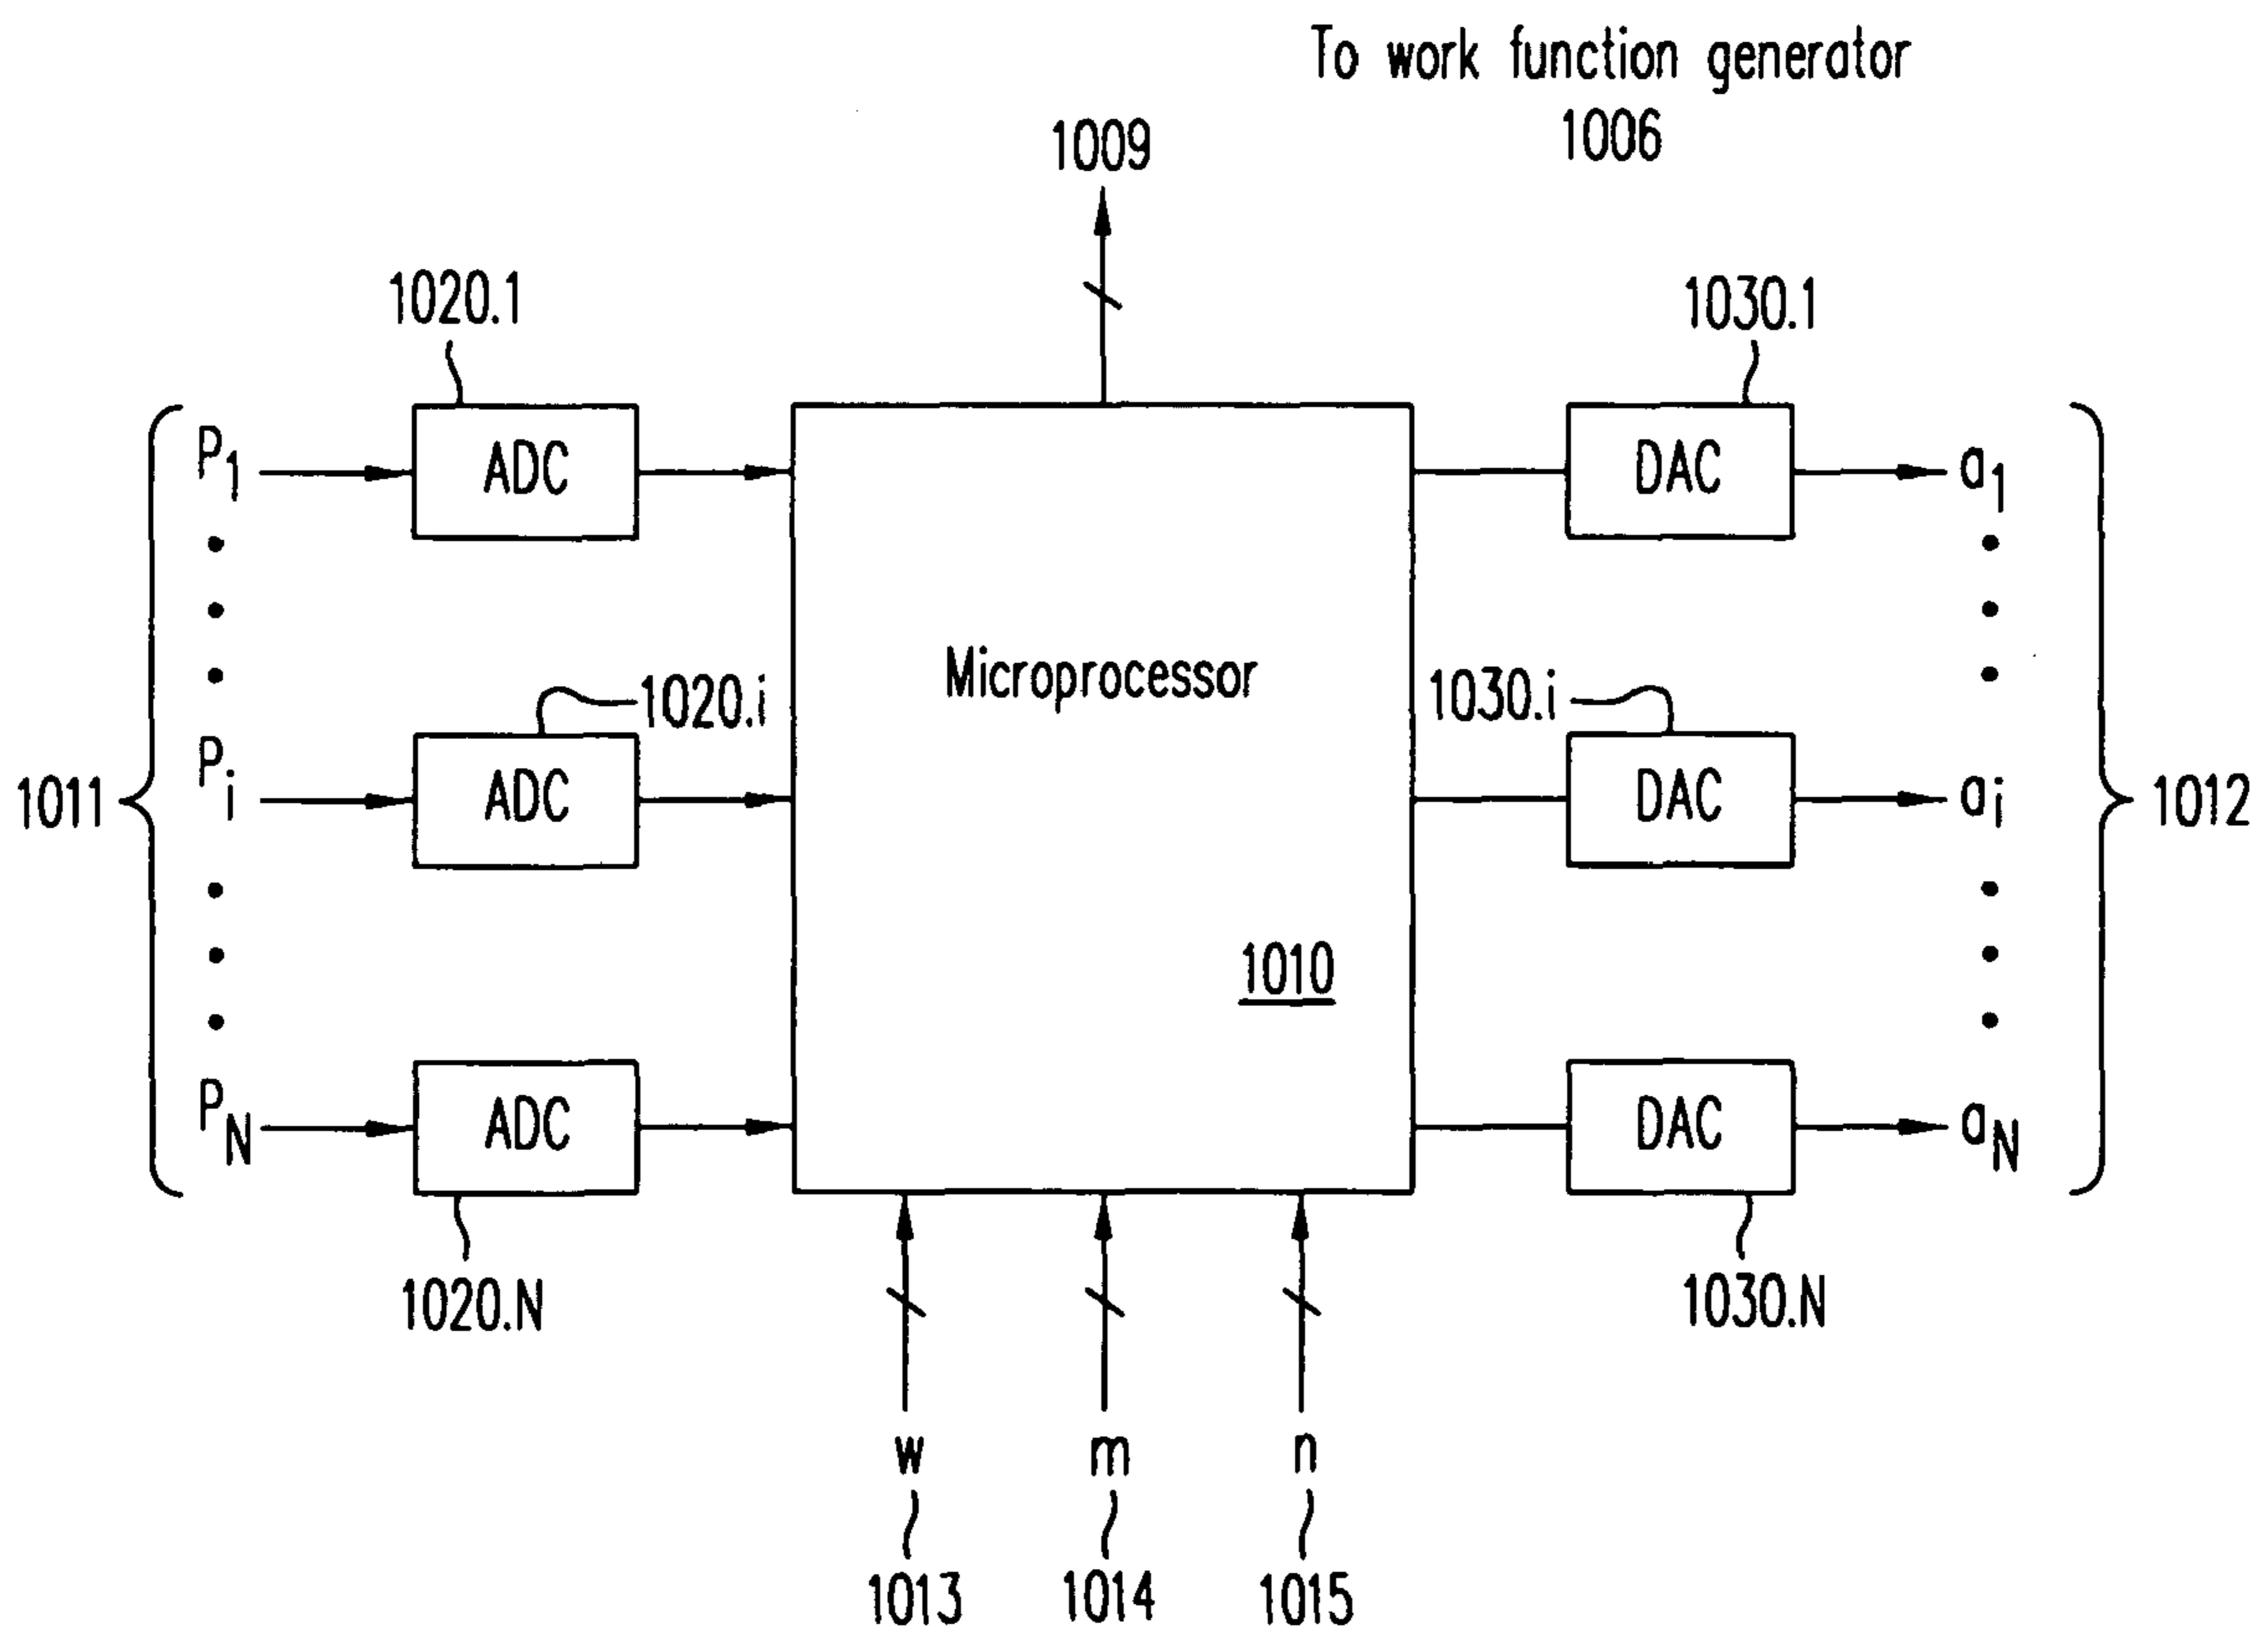 To work function generator
1006
1009
1020.1
1030.1
P1
ADC
DAC
a1
Microprocessor
1020.i
1030.i
1011
Pi
ADC
DAC
ai
1012
1010
PN
ADC
DAC
aN
1020.N
1030.N
w
m
n
1013
1014
1015